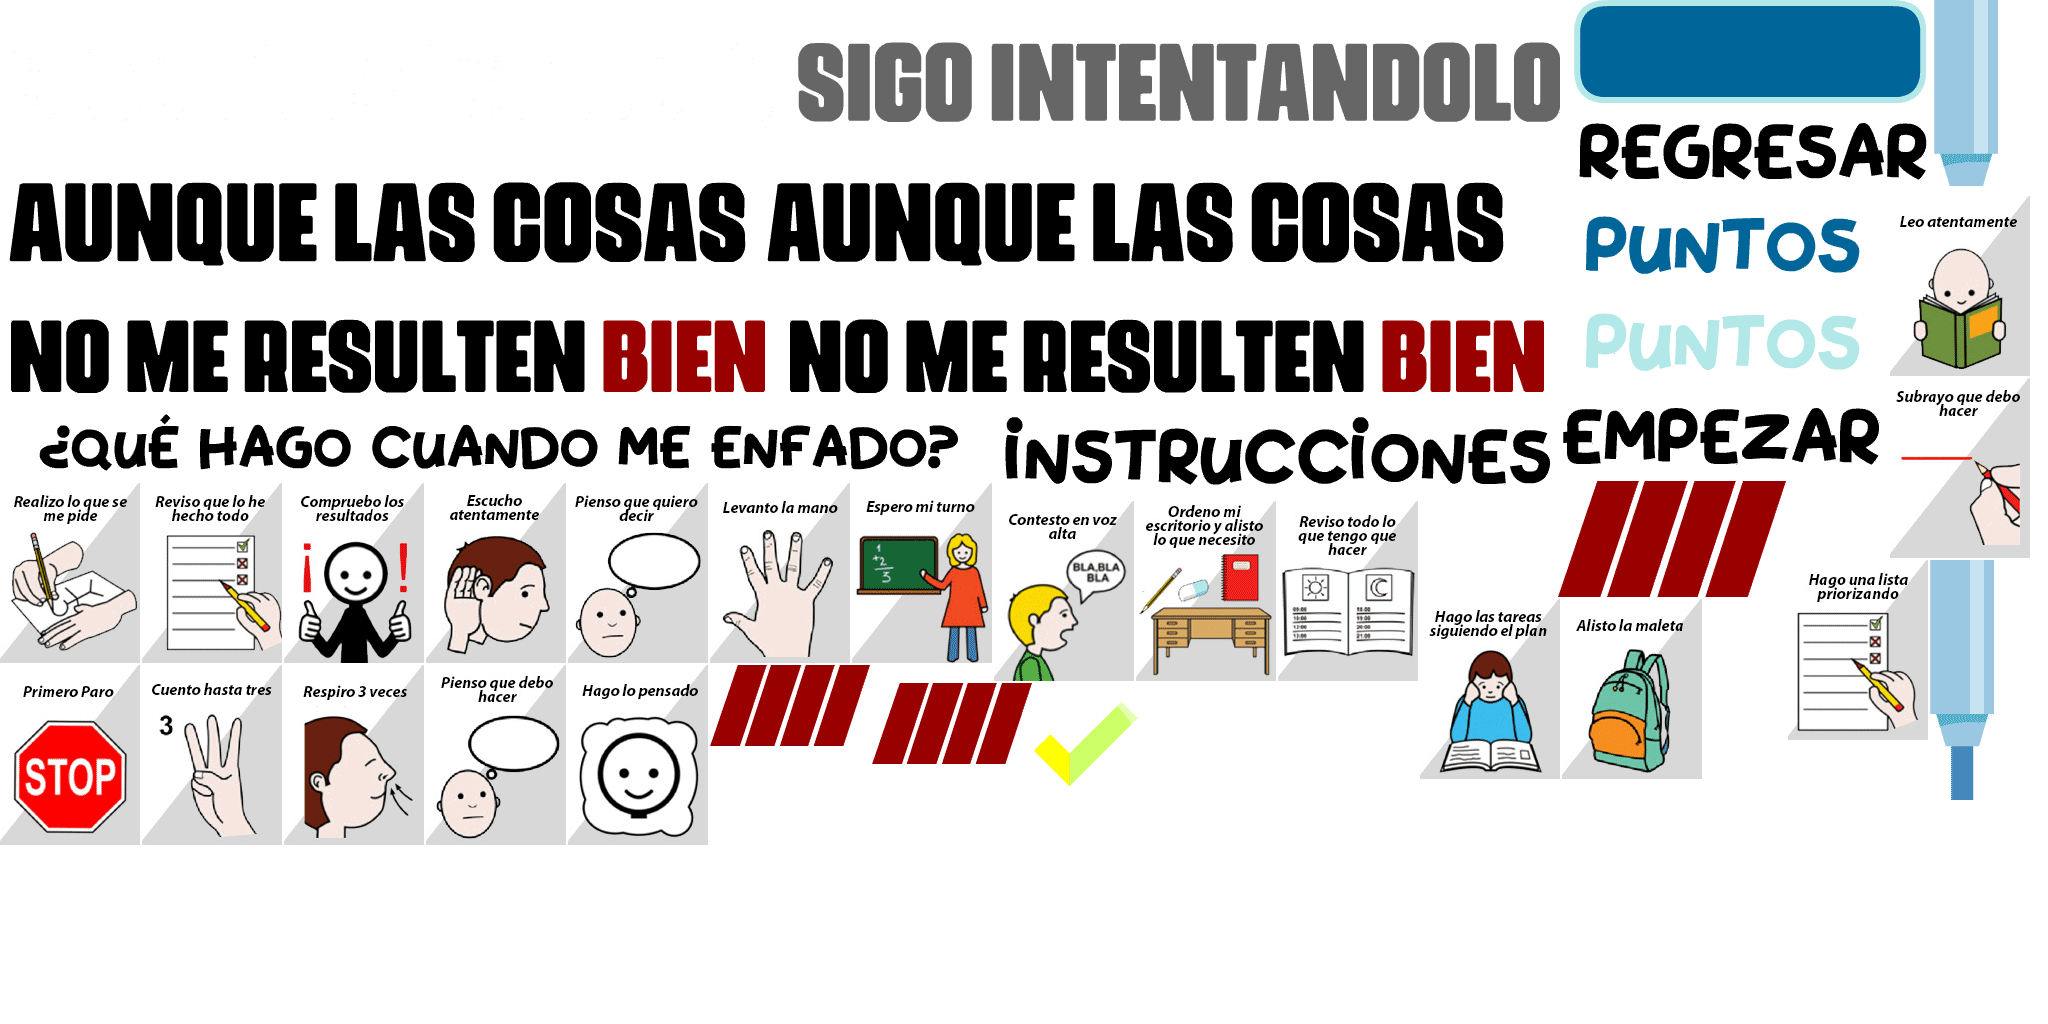 SIGO INTENTANDOLO
REGRESAR
AUNQUE LAS COSAS AUNQUE LAS COSAS
PUNTOS
Leo atentamente
NO ME RESULTEN BIEN NO ME RESULTEN BIEN
PUNTOS
Subrayo que debo
hacer
¿QUÉ HAGO CUANDO ME ENFADO?
INSTRUCCIONES
EMPEZAR
Realizo lo que se
me pide
Reviso que lo he
hecho todo
Compruebo los
resultados
¡ !
Escucho
atentamente
Pienso que quiero
decir
Levanto la mano
Espero mi turno
1
+2
3
Contesto en voz
alta
BLA,BLA
BLA
Ordeno mi
escritorio y alisto
lo que necesito
Reviso todo lo
que tengo que
hacer
Hago las tareas
siguiendo el plan
Alisto la maleta
Hago una lista
priorizando
Primero Paro
STOP
Cuento hasta tres
3
Respiro 3 veces
Pienso que debo
hacer
Hago lo pensado